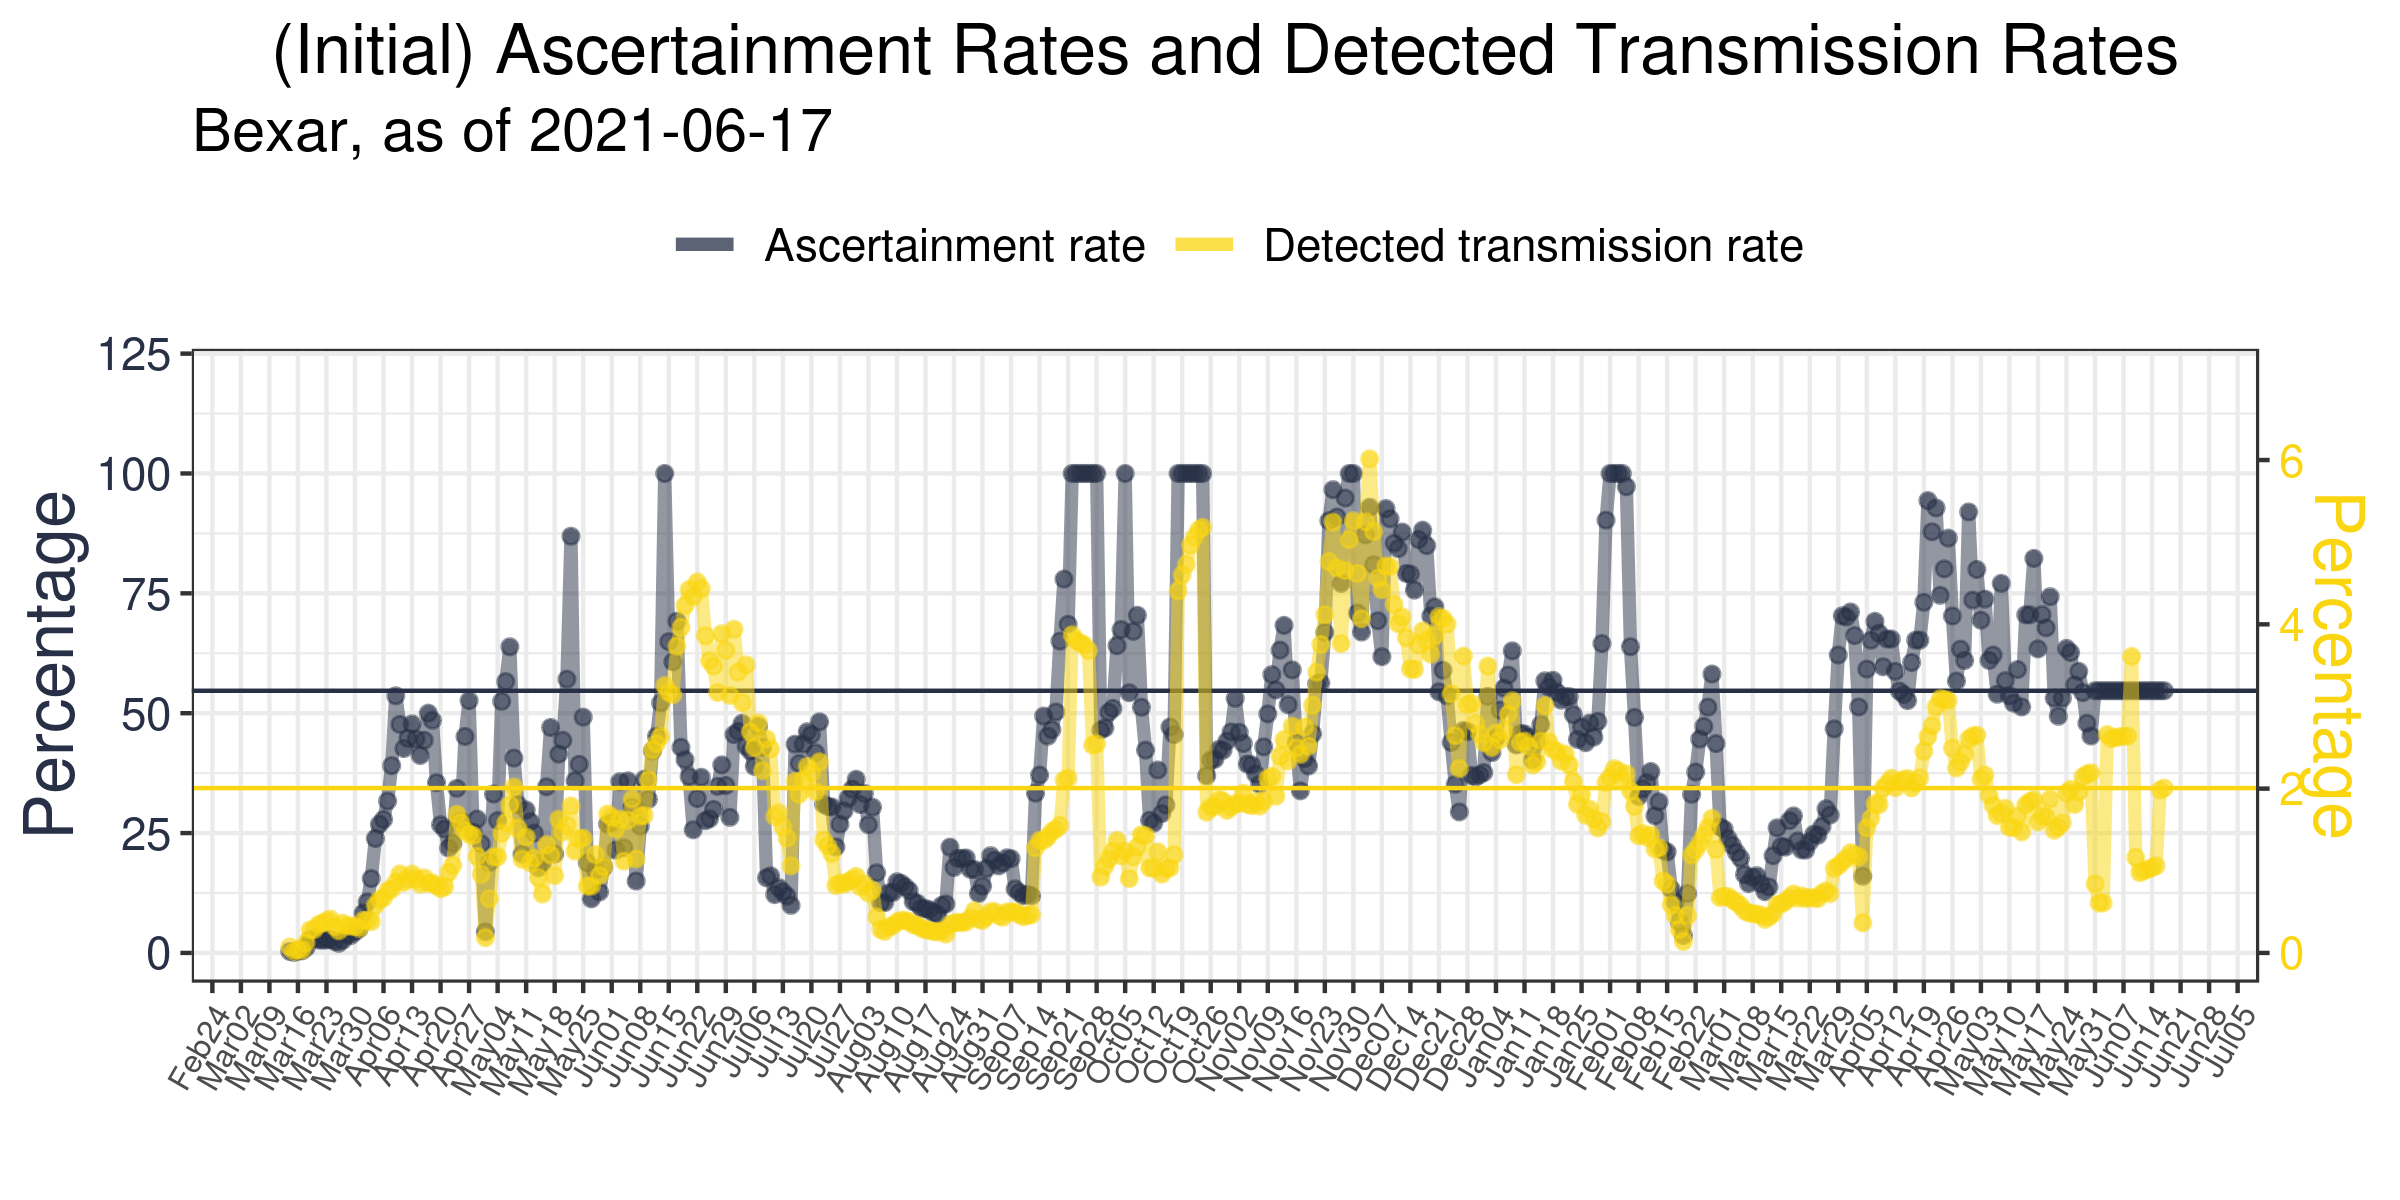 (Initial) Ascertainment Rates and Detected Transmission Rates
Bexar, as of 2021-06-17
Ascertainment rate
Detected transmission rate
Percentage
125
100
75
50
25
0
6
4
2
0
Percentage
Feb24
Mar02
Mar09
Mar16
Mar23
Mar30
Apr06
Apr13
Apr20
Apr27
May04
May11
May18
May25
Jun01
Jun08
Jun15
Jun22
Jun29
Jul06
Jul13
Jul20
Jul27
Aug03
Aug10
Aug17
Aug24
Aug31
Sep07
Sep14
Sep21
Sep28
Oct05
Oct12
Oct19
Oct26
Nov02
Nov09
Nov16
Nov23
Nov30
Dec07
Dec14
Dec21
Dec28
Jan04
Jan11
Jan18
Jan25
Feb01
Feb08
Feb15
Feb22
Mar01
Mar08
Mar15
Mar22
Mar29
Apr05
Apr12
Apr19
Apr26
May03
May10
May17
May24
May31
Jun07
Jun14
Jun21
Jun28
Jul05